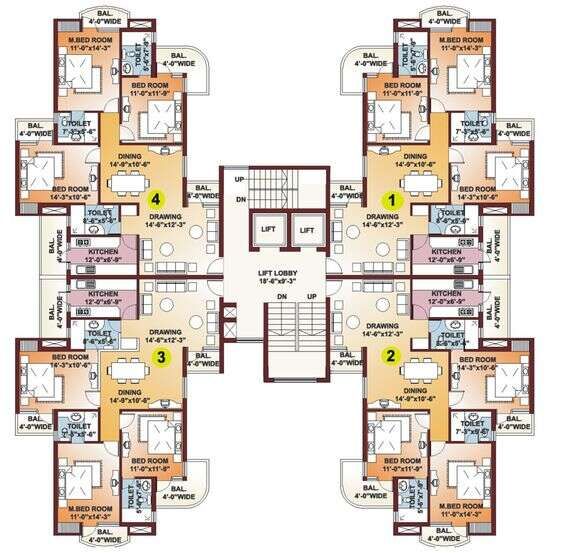 BAL.
4'-0"WIDE
M.BED ROOM
11'-0"x14'-3"
TOILET
5'-0"x7'-9"
BAL.
4'-0"WIDE
BED ROOM
11'-0"x11'-9"
BAL.
4'-0"WIDE
TOILET
7'-3"x5'-6"
BED ROOM
14'-3"x10'-6"
DINING
14'-9"x10'-6"
4
BAL.
4'-0"WIDE
TOILET
8'-6"x5'-6"
DRAWING
14'-6"x12'-3"
BAL.
4'-0"WIDE
KITCHEN
12'-0"x6'-9"
BAL.
4'-0"WIDE
M.BED ROOM
11'-0"x14'-3"
TOILET
5'-0"x7'-9"
BAL.
4'-0"WIDE
BED ROOM
11'-0"x11'-9"
BAL.
4'-0"WIDE
TOILET
7'-3"x5'-6"
BED ROOM
14'-3"x10'-6"
DINING
14'-9"x10'-6"
1
BAL.
4'-0"WIDE
TOILET
8'-6"x5'-6"
DRAWING
14'-6"x12'-3"
BAL.
4'-0"WIDE
KITCHEN
12'-0"x6'-9"
UP
DN
LIFT
LIFT
LIFT LOBBY
18'-6"x9'-3"
DN
UP
KITCHEN
12'-0"x6'-9"
BAL.
4'-0"WIDE
TOILET
8'-6"x5'-6"
DRAWING
14'-6"x12'-3"
BAL.
4'-0"WIDE
3
BED ROOM
14'-3"x10'-6"
DINING
14'-9"x10'-6"
BAL.
4'-0"WIDE
TOILET
7'-3"x5'-6"
BED ROOM
11'-0"x11'-9"
M.BED ROOM
11'-0"x14'-3"
TOILET
5'-0"x7'-9"
BAL.
4'-0"WIDE
BAL.
4'-0"WIDE
KITCHEN
12'-0"x6'-9"
BAL.
4'-0"WIDE
TOILET
8'-6"x5'-6"
DRAWING
14'-6"x12'-3"
BAL.
4'-0"WIDE
2
BED ROOM
14'-3"x10'-6"
DINING
14'-9"x10'-6"
BAL.
4'-0"WIDE
TOILET
7'-3"x5'-6"
BED ROOM
11'-0"x11'-9"
M.BED ROOM
11'-0"x14'-3"
TOILET
5'-0"x7'-9"
BAL.
4'-0"WIDE
BAL.
4'-0"WIDE